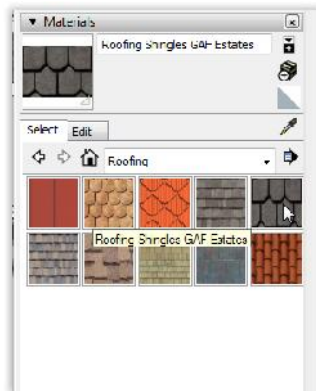 Materials
Roofing Shingles GAF Estates
Select Edit
Roofing
Roofing Shingles GAF Estates